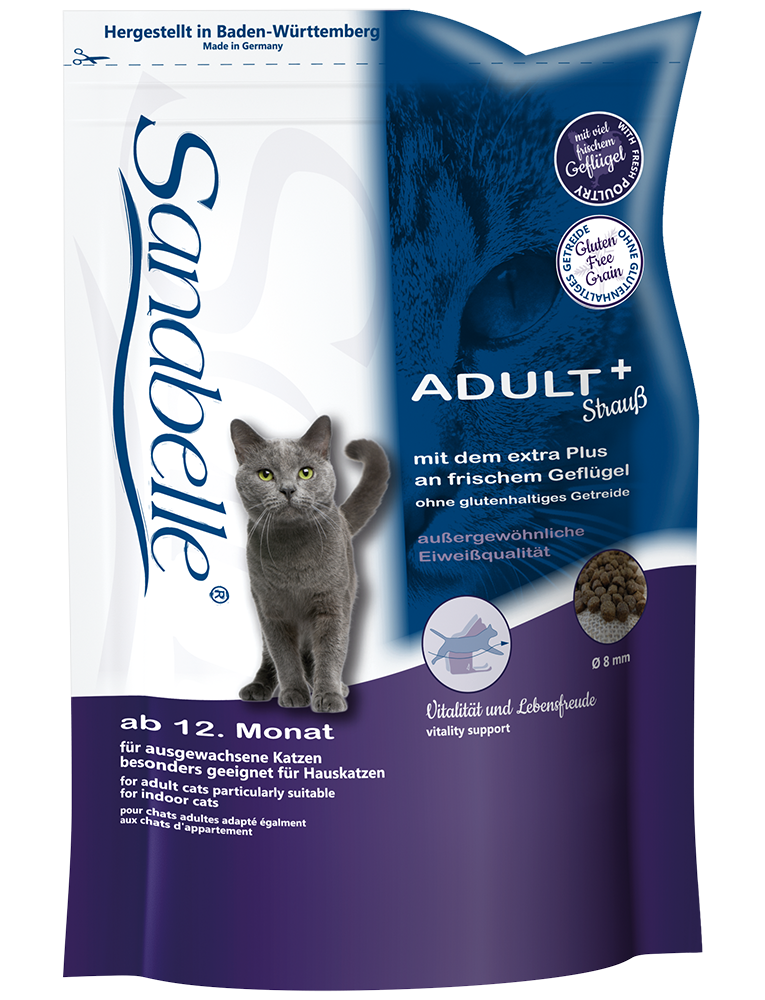 Hergestellt in Baden-Württemberg
Made in Germany
Sanabelle®
mit viel
frischem
Geflügel
WITH FRESH POULTRY
OHNE GLUTENHALTIGES GETREIDE
Gluten
Free
Grain
ADULT+
Strauß
mit dem extra Plus
an frischem Geflügel
ohne glutenhaltiges Getreide
außergewöhnliche
Eiweißqualität
Ø 8 mm
Vitalität und Lebensfreude
vitality support
ab 12. Monat
für ausgewachsene Katzen
besonders geeignet für Hauskatzen
for adult cats particularly suitable
for indoor cats
pour chats adultes adapté égalment
aux chats d'appartement